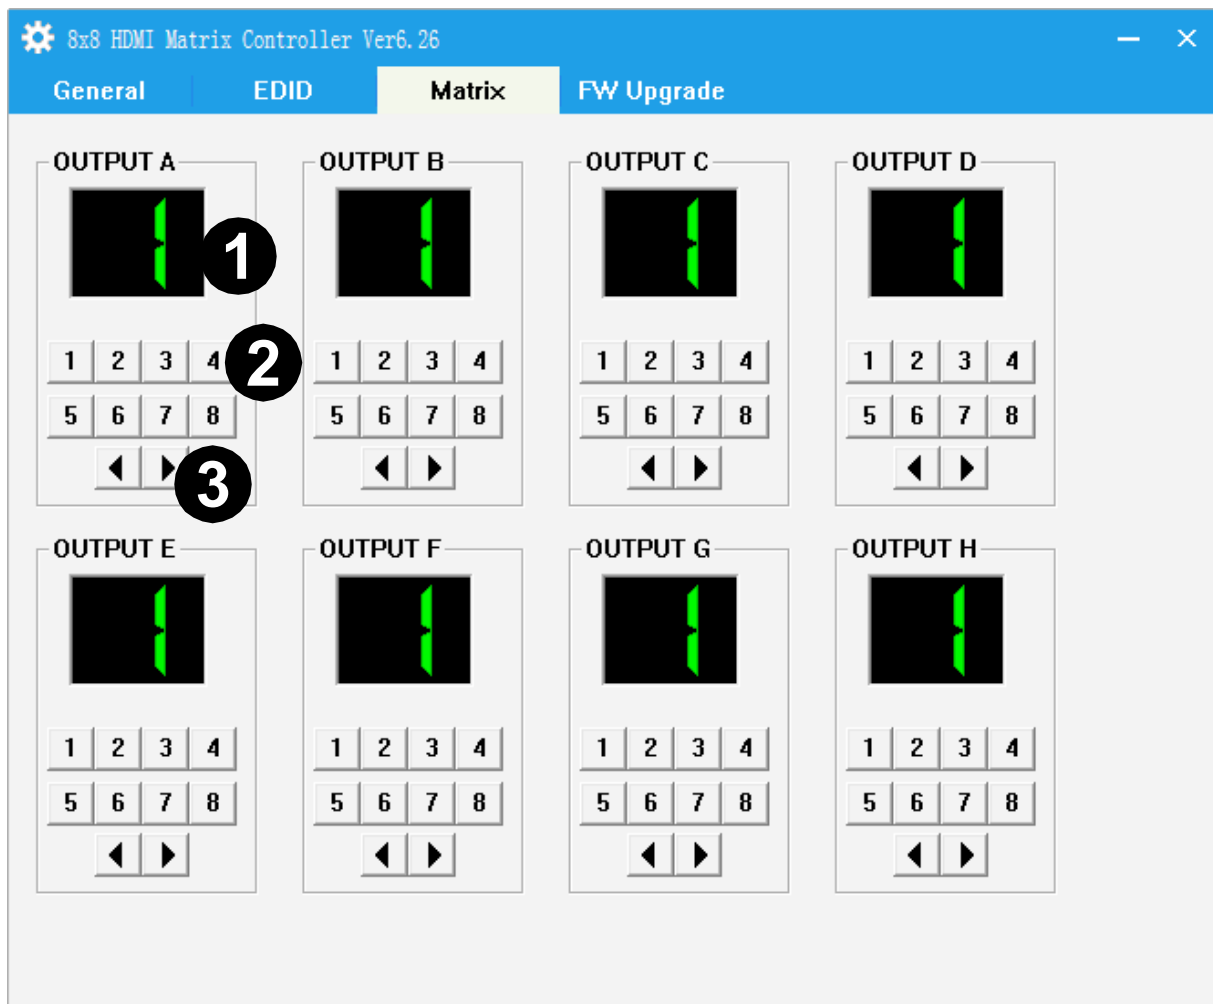 8x8 HDMI Matrix Controller Ver6.26
General EDID Matrix FW Upgrade
OUTPUT A OUTPUT B OUTPUT C OUTPUT D
1 1 1 1 1
1 2 3 4 2 1 2 3 4 1 2 3 4 1 2 3 4
5 6 7 8 5 6 7 8 5 6 7 8 5 6 7 8
3
OUTPUT E OUTPUT F OUTPUT G OUTPUT H
1 1 1 1
1 2 3 4 1 2 3 4 1 2 3 4 1 2 3 4
5 6 7 8 5 6 7 8 5 6 7 8 5 6 7 8